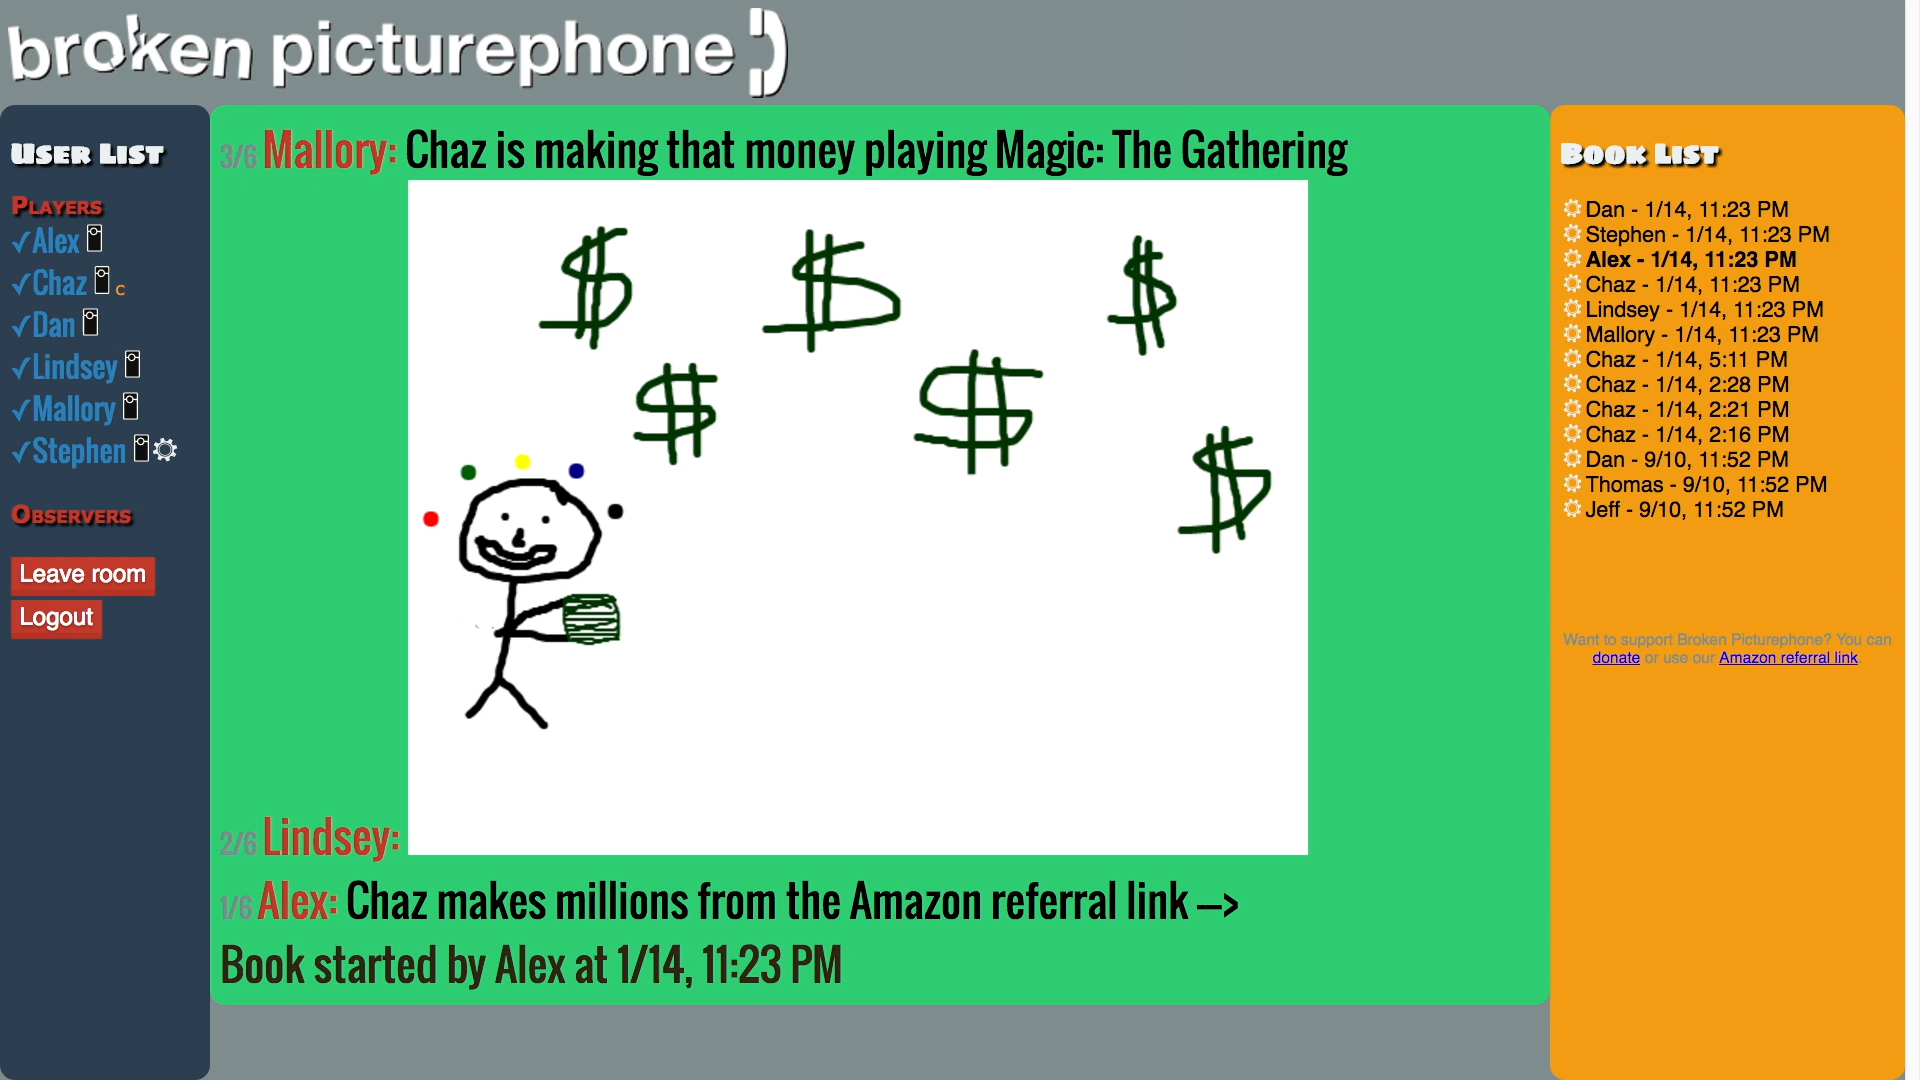 broken picturephone
User List
Players
✓Alex
✓Chaz C
✓Dan
✓Lindsey
✓Mallory
✓Stephen
Observers
Leave room
Logout
3/6 Mallory: Chaz is making that money playing Magic: The Gathering
$ $ $
$ $
$
2/6 Lindsey:
1/6 Alex: Chaz makes millions from the Amazon referral link -->
Book started by Alex at 1/14, 11:23 PM
Book List
Dan - 1/14, 11:23 PM
Stephen - 1/14, 11:23 PM
Alex - 1/14, 11:23 PM
Chaz - 1/14, 11:23 PM
Lindsey - 1/14, 11:23 PM
Mallory - 1/14, 11:23 PM
Chaz - 1/14, 5:11 PM
Chaz - 1/14, 2:28 PM
Chaz - 1/14, 2:21 PM
Chaz - 1/14, 2:16 PM
Dan - 9/10, 11:52 PM
Thomas - 9/10, 11:52 PM
Jeff - 9/10, 11:52 PM
Want to support Broken Picturephone? You can
donate or use our Amazon referral link.